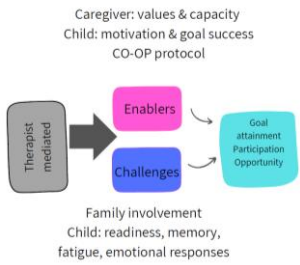 Caregiver: values & capacity
Child: motivation & goal success
CO-OP protocol
Therapist
mediated
Enablers
Challenges
Goal
attainment
Participation
Opportunity
Family involvement
Child: readiness, memory,
fatigue, emotional responses